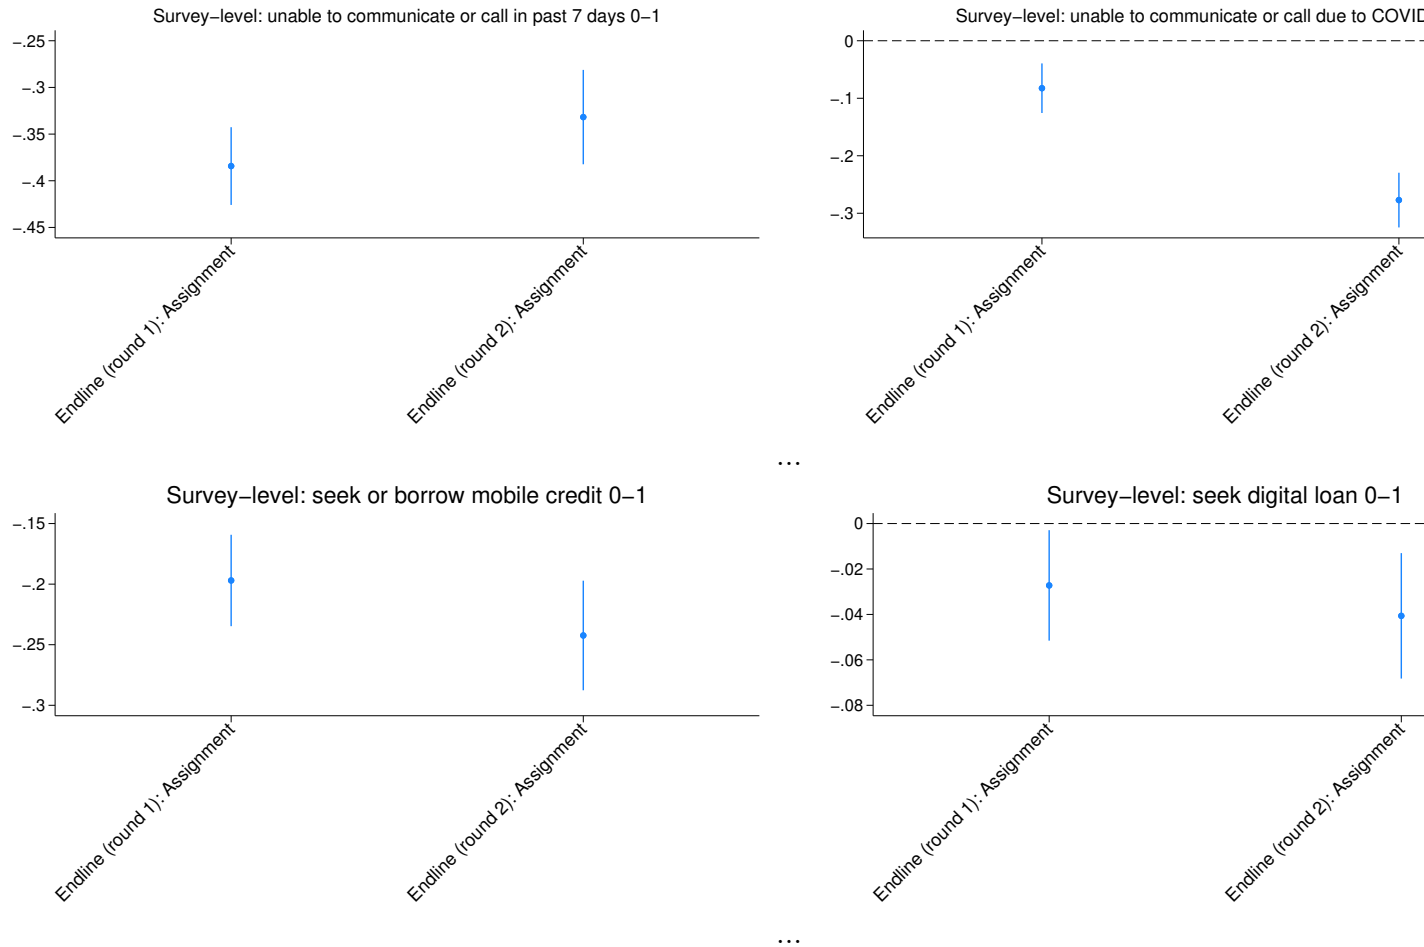 Survey−level: unable to communicate or call in past 7 days 0−1
−.25
−.3
−.35
−.4
−.45
Endline (round 1): Assignment
Endline (round 2): Assignment
Survey−level: unable to communicate or call due to COVID
0
−.1
−.2
−.3
Endline (round 1): Assignment
Endline (round 2): Assignment
...
Survey−level: seek or borrow mobile credit 0−1
−.15
−.2
−.25
−.3
Endline (round 1): Assignment
Endline (round 2): Assignment
Survey−level: seek digital loan 0−1
0
−.02
−.04
−.06
−.08
Endline (round 1): Assignment
Endline (round 2): Assignment
...